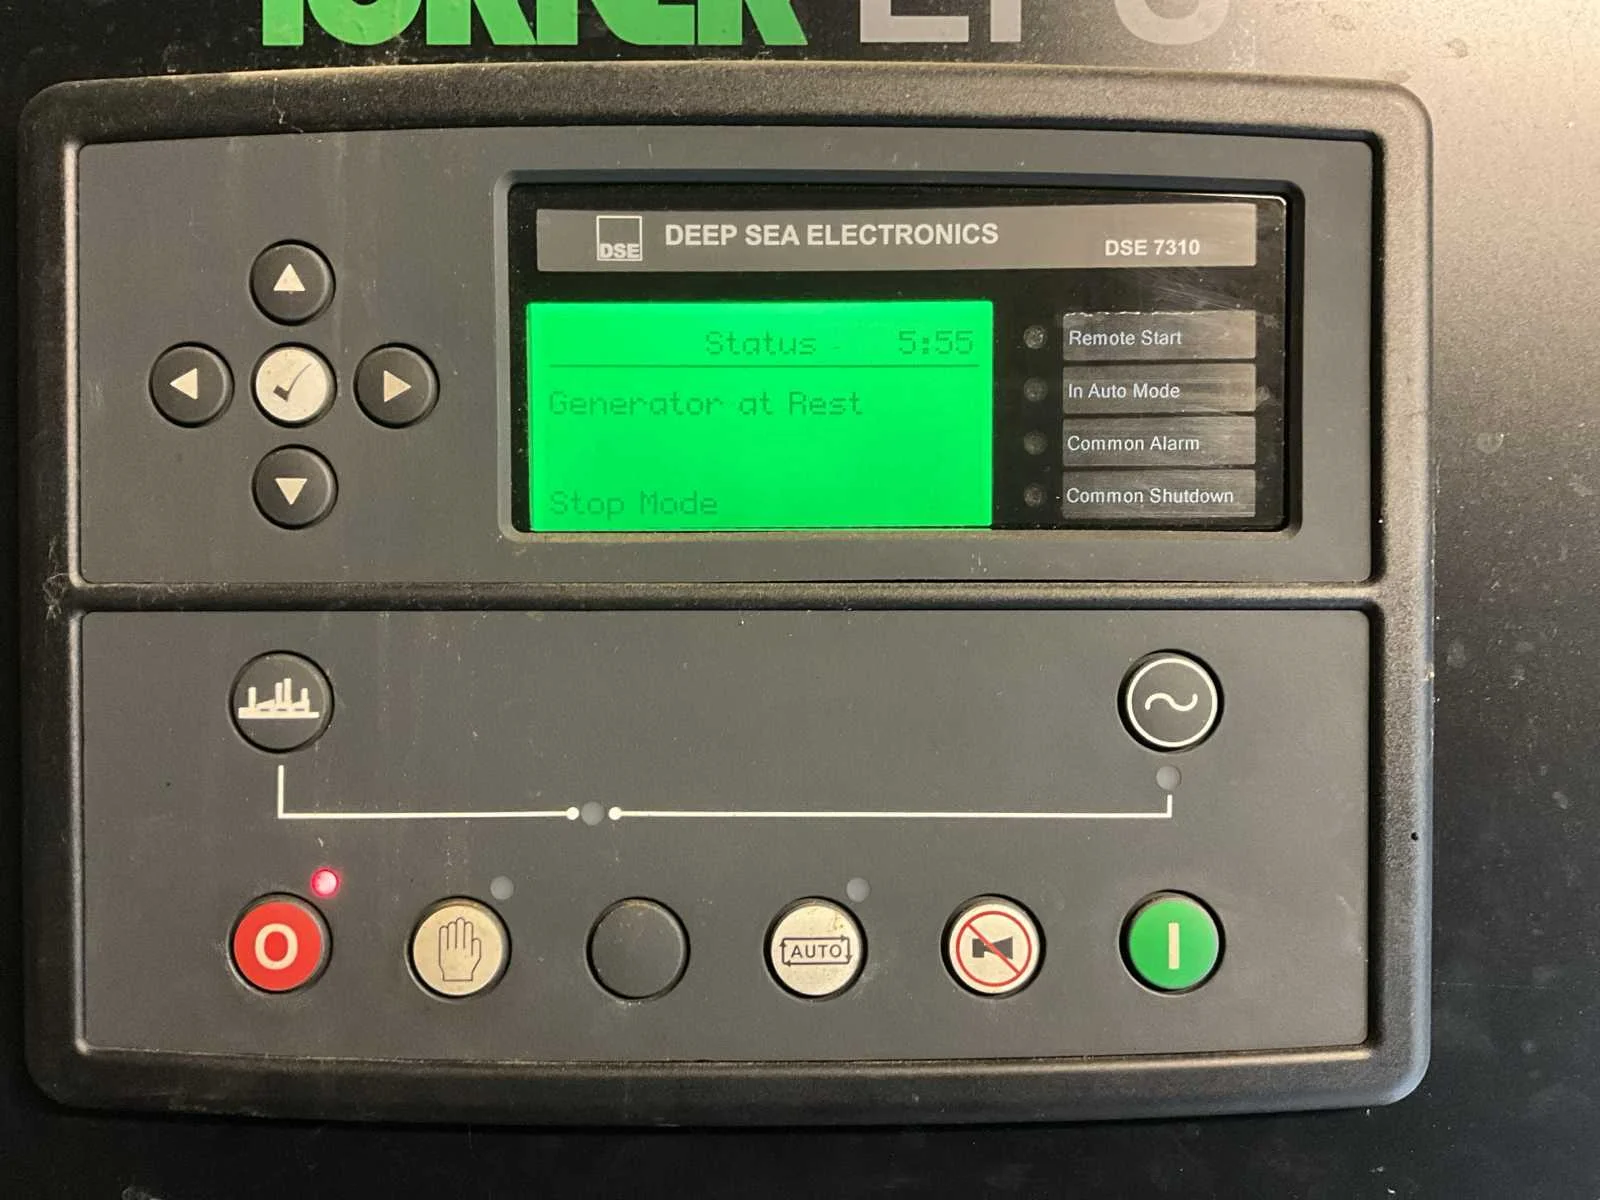 DSE DEEP SEA ELECTRONICS
DSE 7310
Status 5:55
Generator at Rest
Stop Mode
Remote Start
In Auto Mode
Common Alarm
Common Shutdown
O
AUTO
I